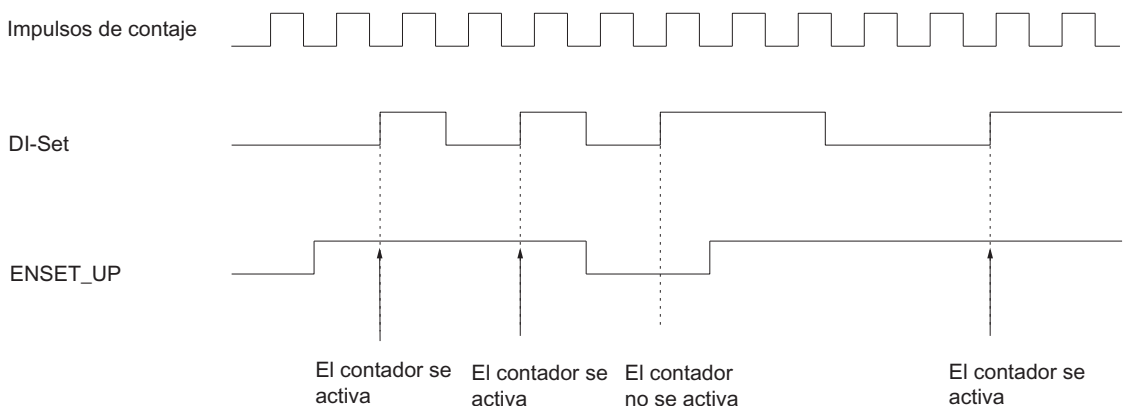 Impulsos de contaje
DI-Set
ENSET_UP
El contador se
activa
El contador se
activa
El contador
no se activa
El contador se
activa